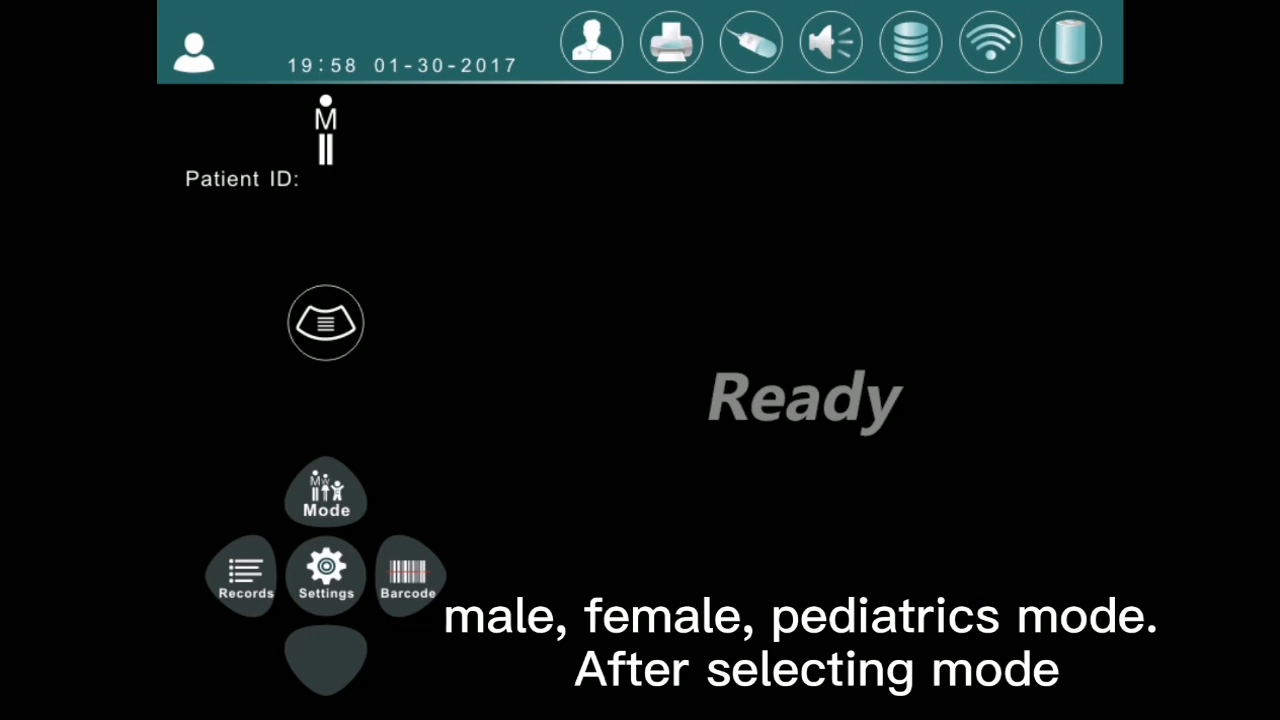 19:58 01-30-2017
M
Patient ID:
Ready
Mw
Mode
Records
Settings
Barcode
male, female, pediatrics mode.
After selecting mode